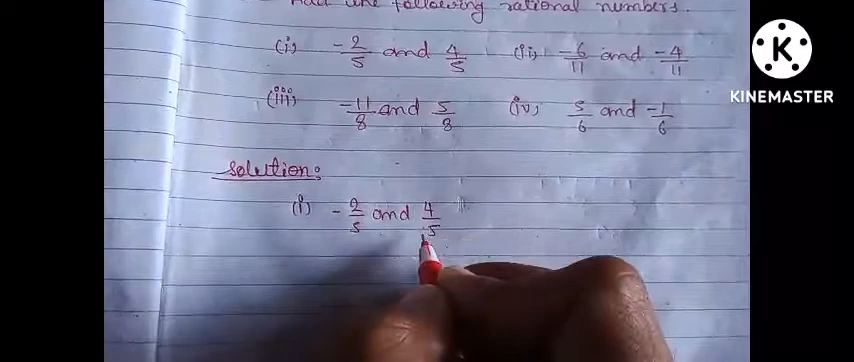 Add the following rational numbers.
(i) -2/5 and 4/5 (ii) -6/11 and -4/11
(iii) -11/8 and 5/8 (iv) 5/6 and -1/6
KINEMASTER
solution:
(i) -2/5 and 4/5